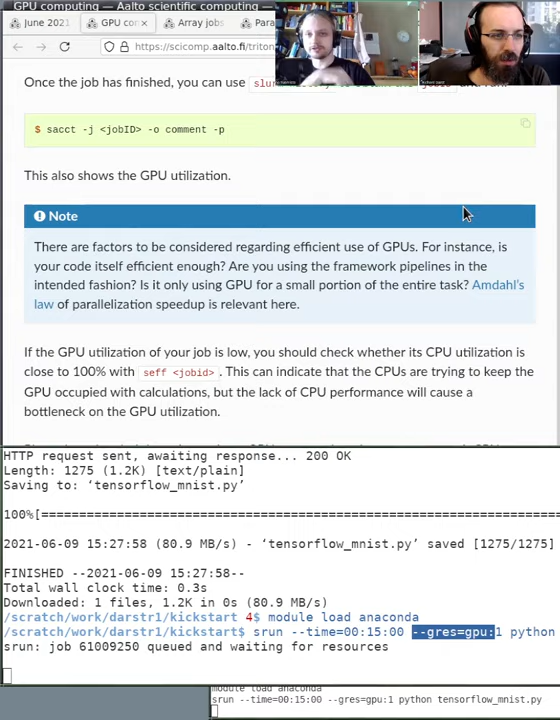 GPU computing — Aalto scientific computing —
June 2021
GPU com
Array jobs
Para
https://scicomp.aalto.fi/triton
Once the job has finished, you can use
$ sacct -j <jobID> -o comment -p
This also shows the GPU utilization.
Note
There are factors to be considered regarding efficient use of GPUs. For instance, is
your code itself efficient enough? Are you using the framework pipelines in the
intended fashion? Is it only using GPU for a small portion of the entire task? Amdahl's
law of parallelization speedup is relevant here.
If the GPU utilization of your job is low, you should check whether its CPU utilization is
close to 100% with seff <jobid>. This can indicate that the CPUs are trying to keep the
GPU occupied with calculations, but the lack of CPU performance will cause a
bottleneck on the GPU utilization.
HTTP request sent, awaiting response... 200 OK
Length: 1275 (1.2K) [text/plain]
Saving to: ‘tensorflow_mnist.py’
100%[=============================================
2021-06-09 15:27:58 (80.9 MB/s) - ‘tensorflow_mnist.py’ saved [1275/1275]
FINISHED --2021-06-09 15:27:58--
Total wall clock time: 0.3s
Downloaded: 1 files, 1.2K in 0s (80.9 MB/s)
/scratch/work/darstr1/kickstart 4$ module load anaconda
/scratch/work/darstr1/kickstart$ srun --time=00:15:00 --gres=gpu:1 python
srun: job 61009250 queued and waiting for resources
module load anaconda
srun --time=00:15:00 --gres=gpu:1 python tensorflow_mnist.py